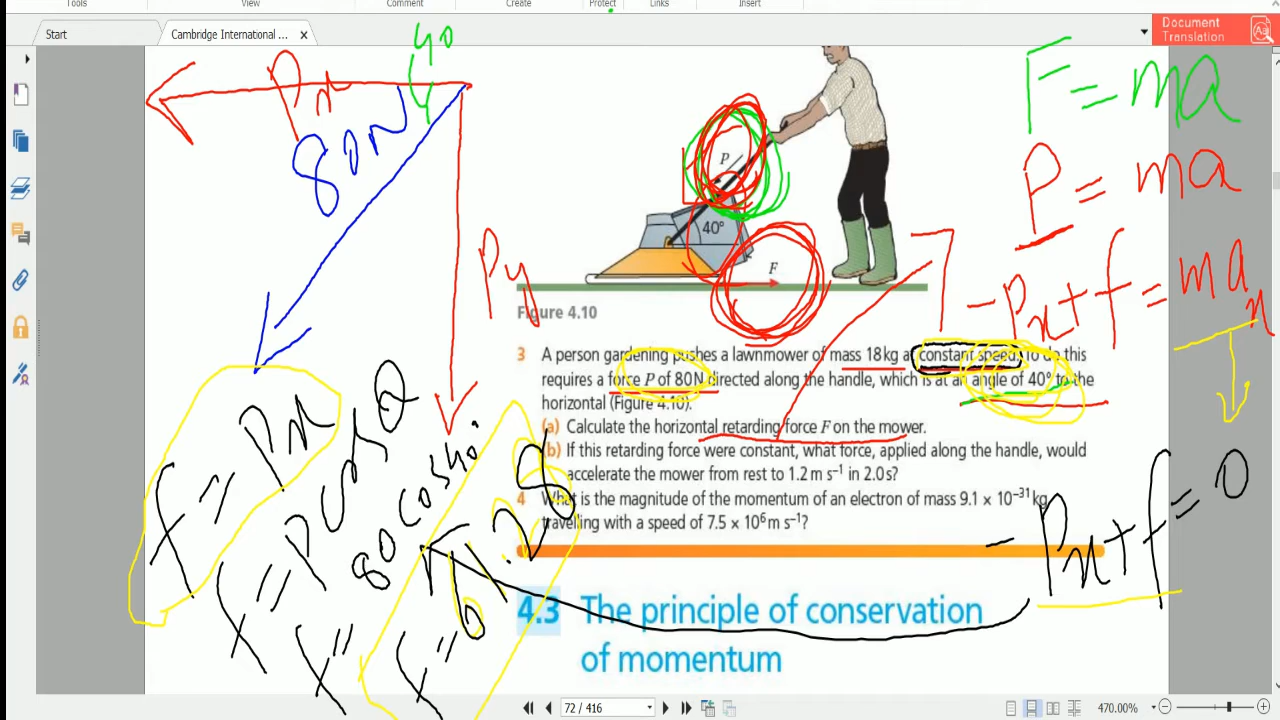 Tools View Comment Create Protect Links Insert
Start
Cambridge International ... ×
Document
Translation
40
Px
80N
Py
P
40°
F
F = ma
P = ma
-Px + f = max
Figure 4.10
3 A person gardening pushes a lawnmower of mass 18 kg at constant speed. To do this
requires a force P of 80 N directed along the handle, which is at an angle of 40° to the
horizontal (Figure 4.10).
(a) Calculate the horizontal retarding force F on the mower.
(b) If this retarding force were constant, what force, applied along the handle, would
accelerate the mower from rest to 1.2 m s⁻¹ in 2.0 s?
4 What is the magnitude of the momentum of an electron of mass 9.1 × 10⁻³¹ kg
travelling with a speed of 7.5 × 10⁶ m s⁻¹?
f = Px
f = P cos θ
f = 80 cos 40°
f = 61.28
- Px + f = 0
4.3 The principle of conservation
of momentum
72 / 416
470.00%